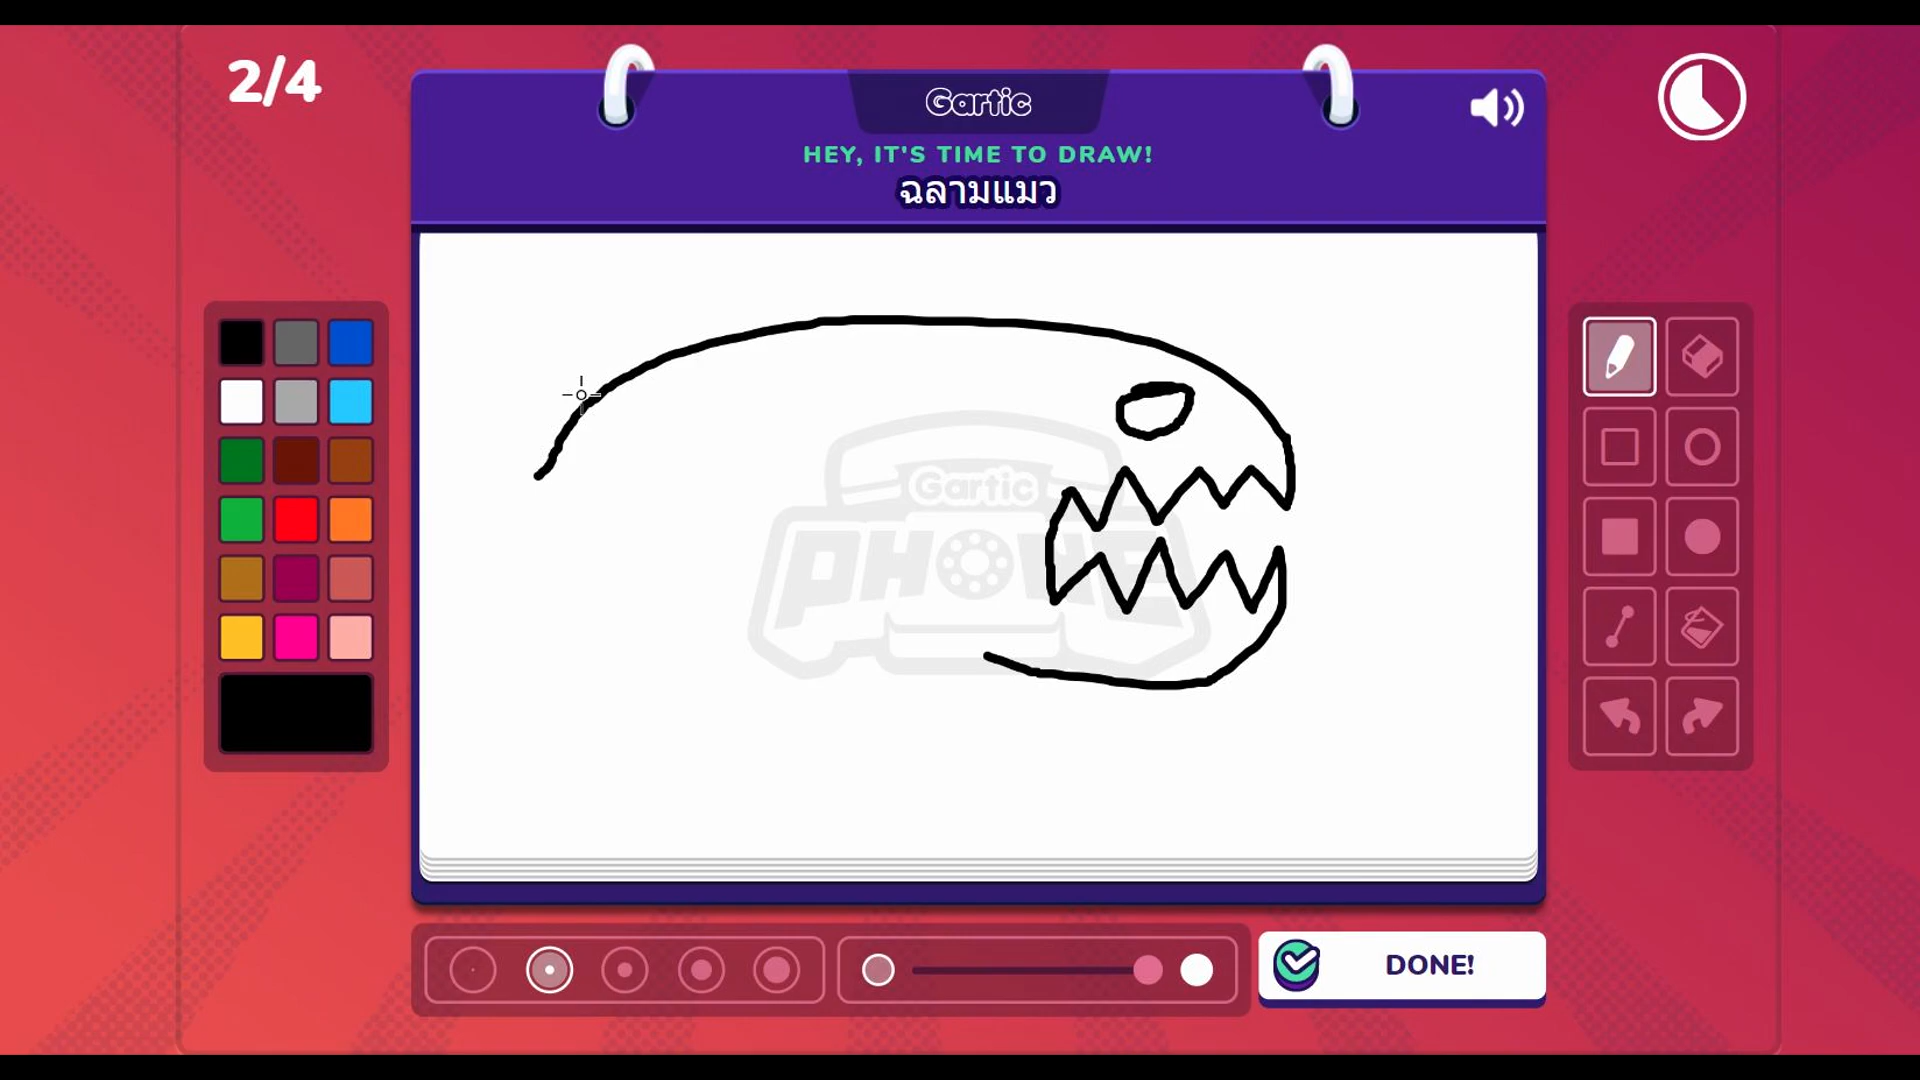 2/4
Gartic
HEY, IT'S TIME TO DRAW!
ฉลามแมว
Gartic
PHONE
DONE!